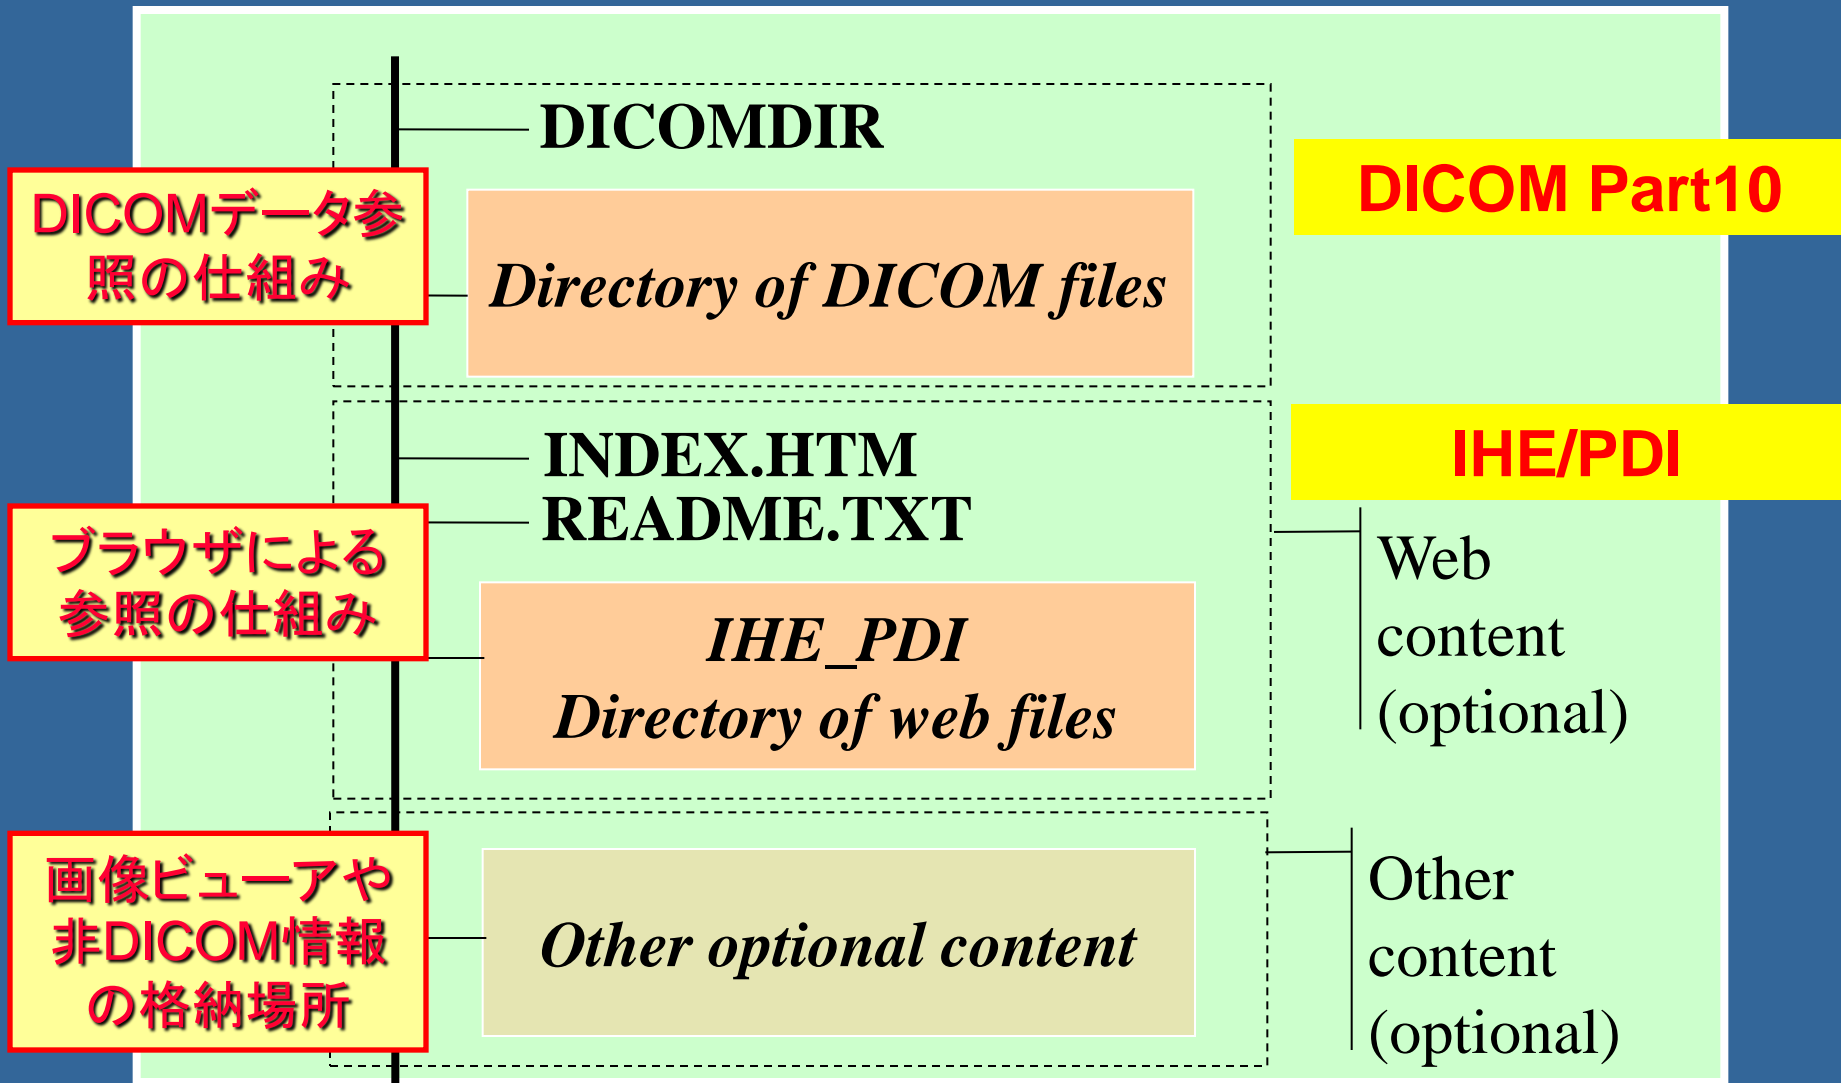 DICOMDIR
DICOM Part10
DICOMデータ参
照の仕組み
Directory of DICOM files
INDEX.HTM
README.TXT
IHE/PDI
ブラウザによる
参照の仕組み
IHE_PDI
Directory of web files
Web
content
(optional)
画像ビューアや
非DICOM情報
の格納場所
Other optional content
Other
content
(optional)